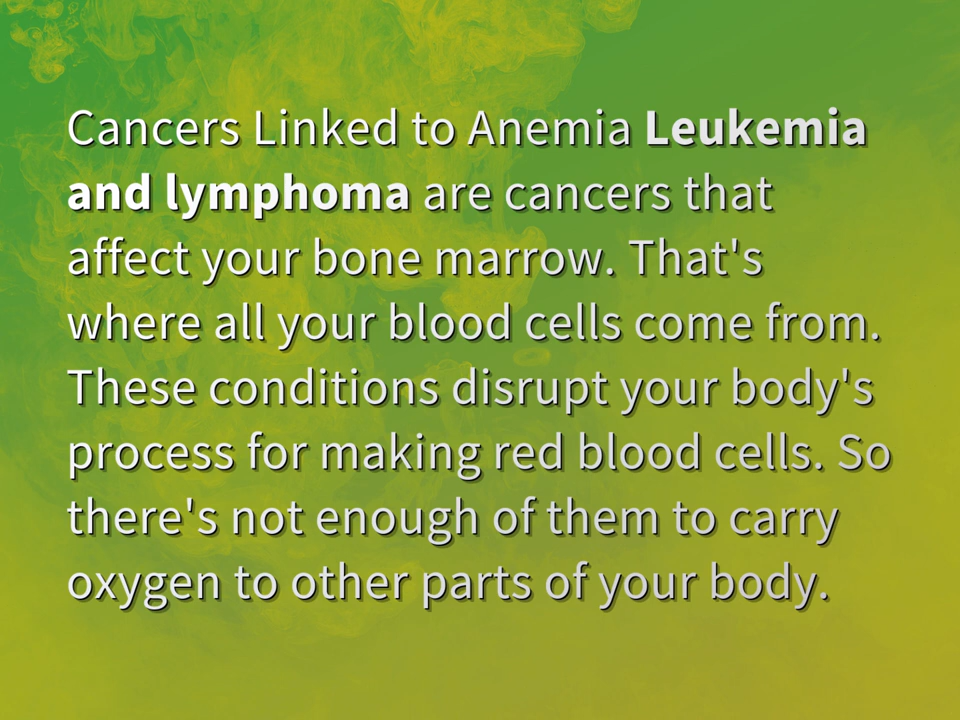 Cancers Linked to Anemia Leukemia
and lymphoma are cancers that
affect your bone marrow. That's
where all your blood cells come from.
These conditions disrupt your body's
process for making red blood cells. So
there's not enough of them to carry
oxygen to other parts of your body.